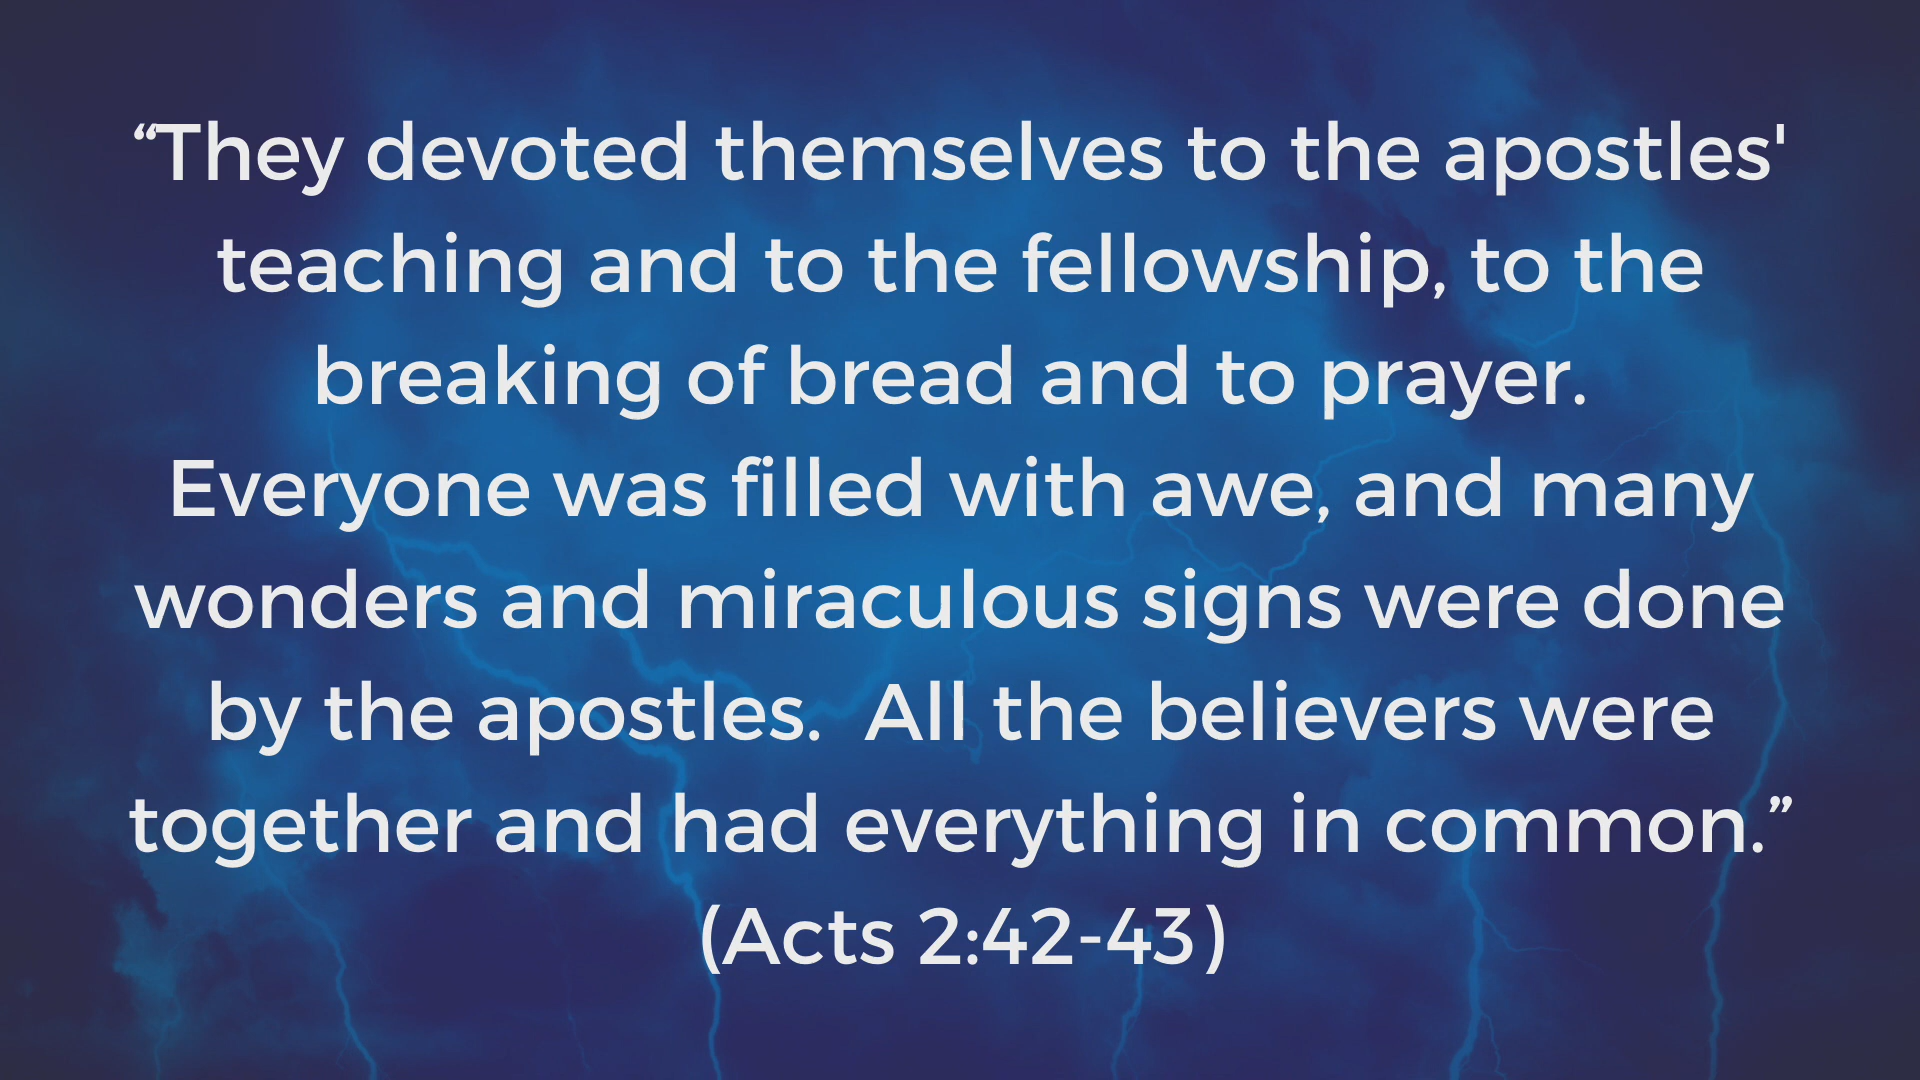 “They devoted themselves to the apostles'
teaching and to the fellowship, to the
breaking of bread and to prayer.
Everyone was filled with awe, and many
wonders and miraculous signs were done
by the apostles.  All the believers were
together and had everything in common.”
(Acts 2:42-43)